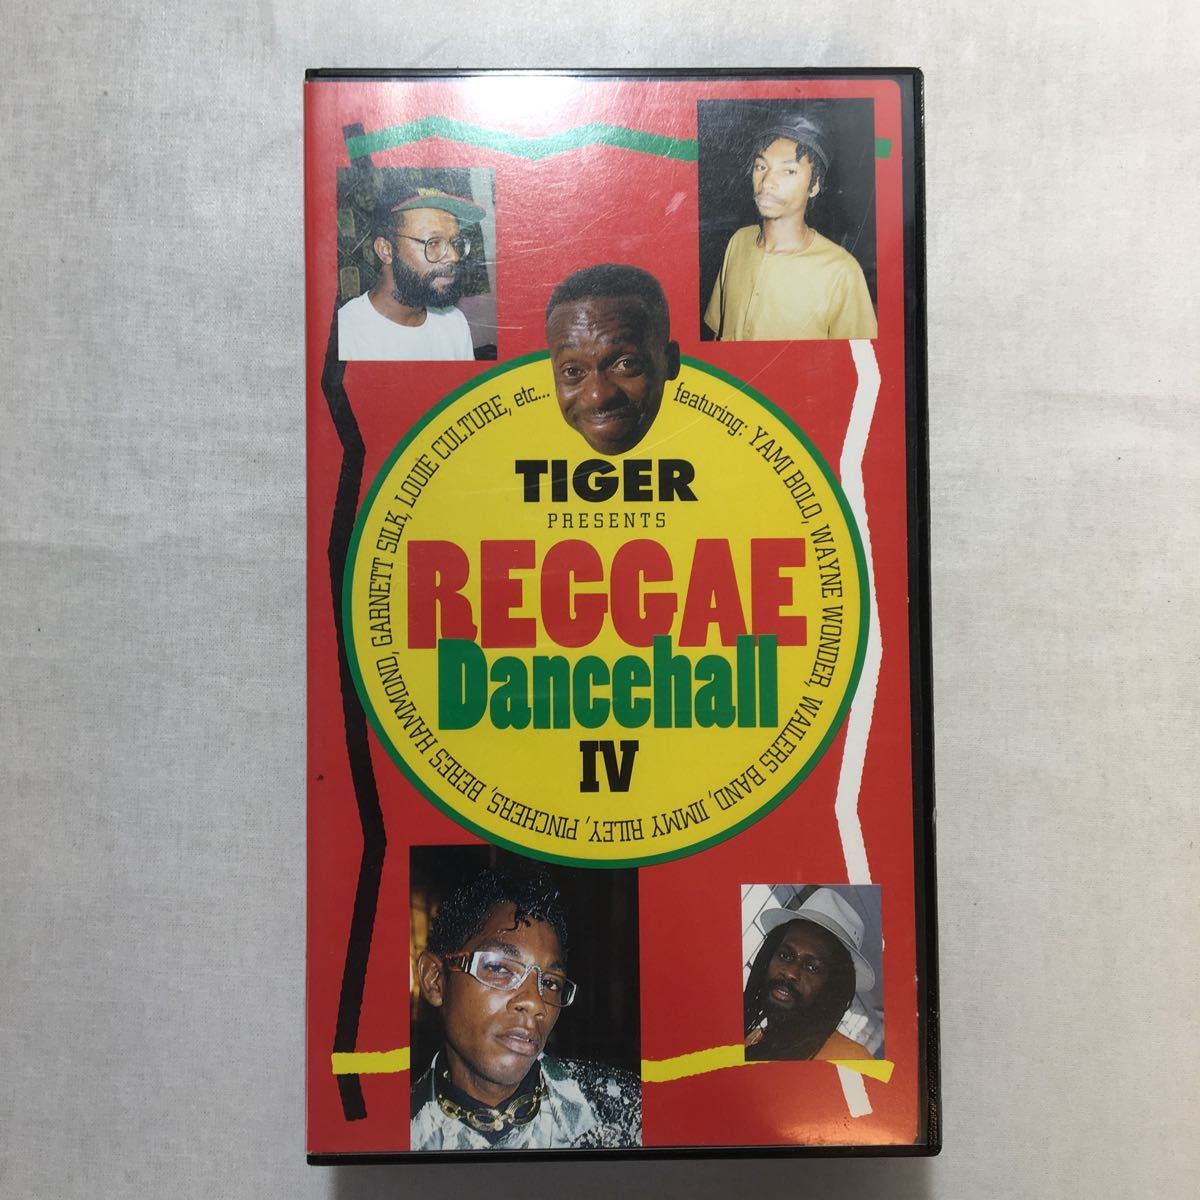 TIGER
PRESENTS
REGGAE
Dancehall
IV
featuring: YAMI BOLO, WAYNE WONDER, WAILERS BAND, JIMMY RILEY, PINCHERS, BERES HAMMOND, GARNETT SILK, LOUIE CULTURE, etc...